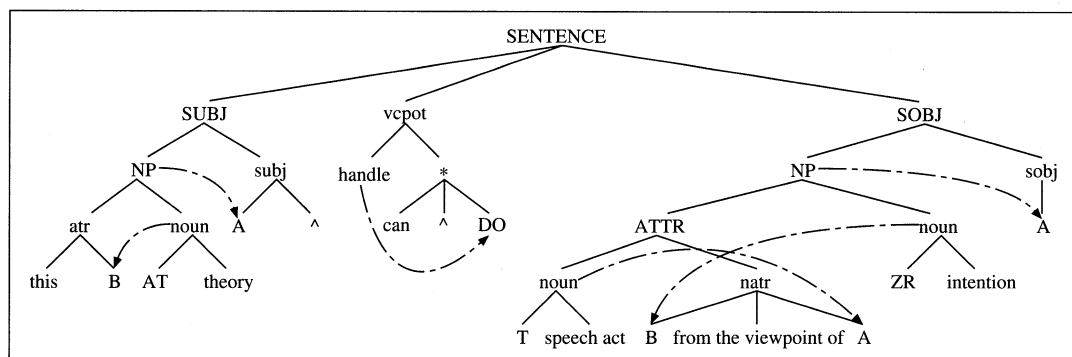 SENTENCE
SUBJ vcpot SOBJ
NP subj handle * NP sobj
atr noun A ^ can ^ DO ATTR noun A
this B AT theory noun natr ZR intention
T speech act B from the viewpoint of A